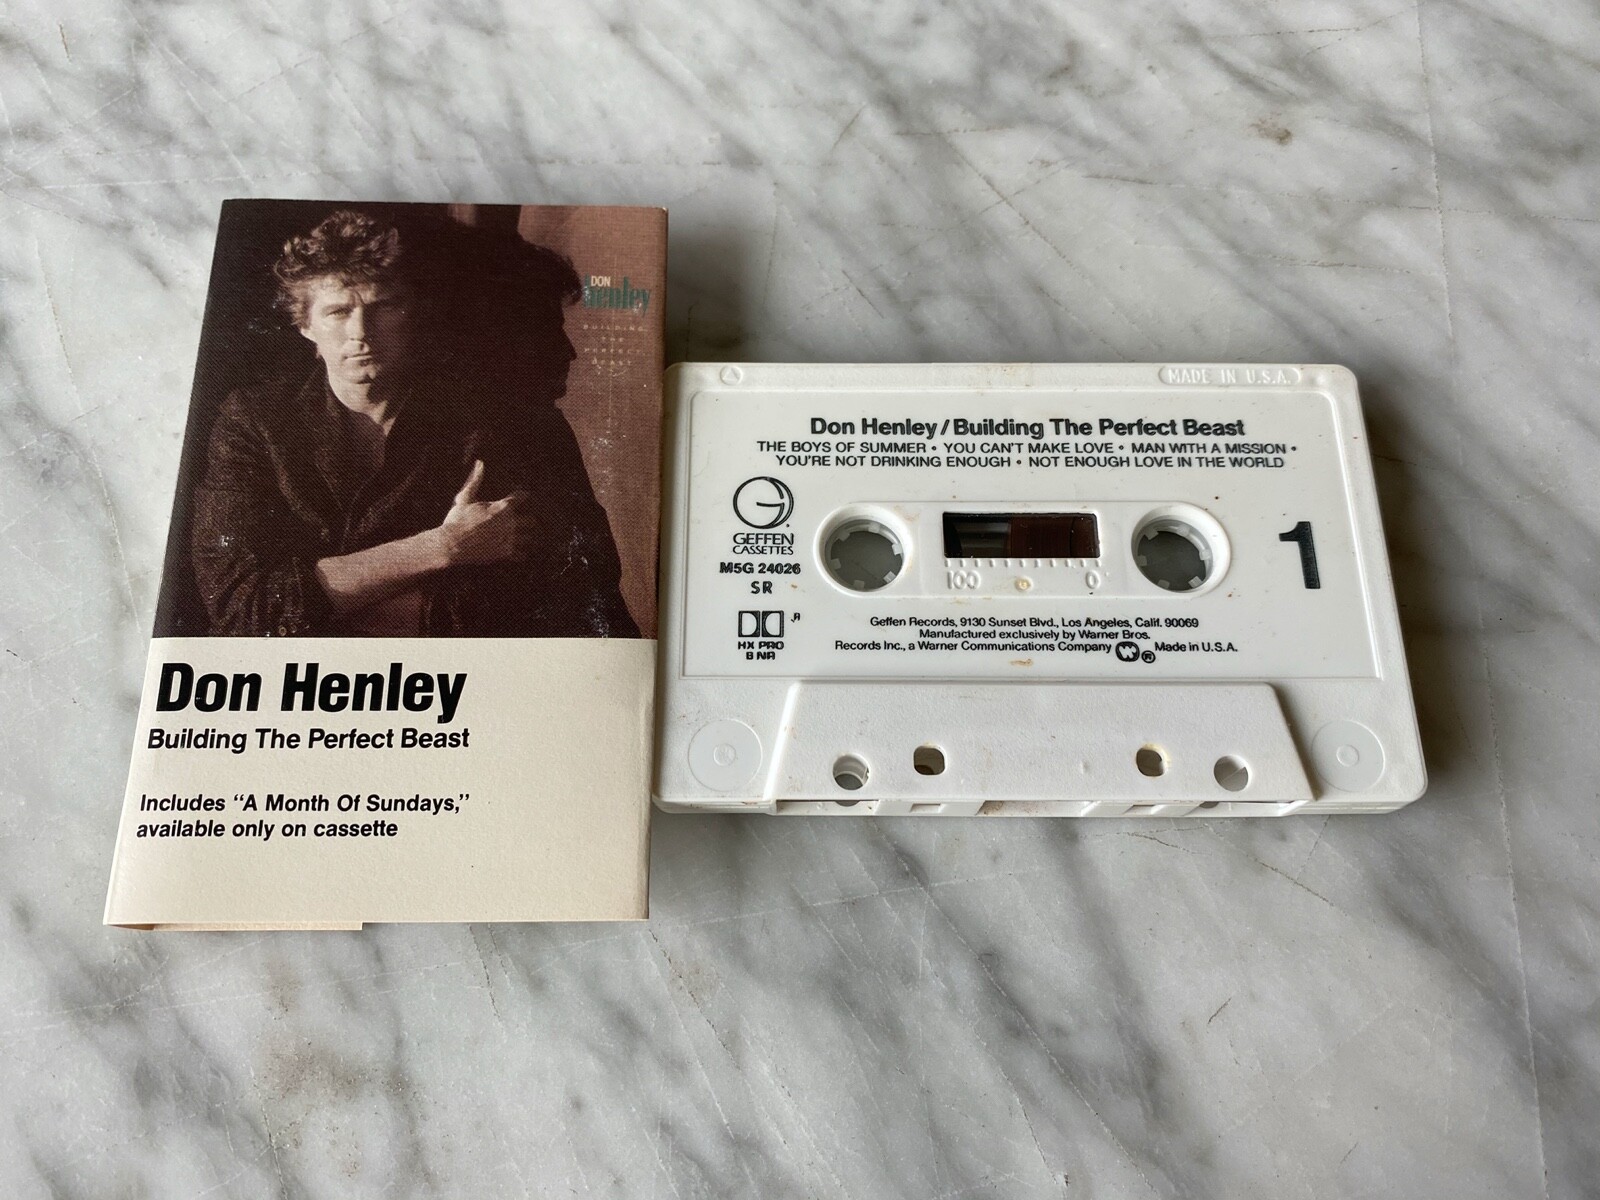 DON
henley
BUILDING
THE
PERFECT
BEAST
Don Henley
Building The Perfect Beast
Includes “A Month Of Sundays,”
available only on cassette
MADE IN U.S.A.
Don Henley/Building The Perfect Beast
THE BOYS OF SUMMER • YOU CAN'T MAKE LOVE • MAN WITH A MISSION •
YOU'RE NOT DRINKING ENOUGH • NOT ENOUGH LOVE IN THE WORLD
G
GEFFEN
CASSETTES
M5G 24026
SR
HX PRO
B NR
100 0
1
Geffen Records, 9130 Sunset Blvd., Los Angeles, Calif. 90069
Manufactured exclusively by Warner Bros.
Records Inc., a Warner Communications Company W ® Made in U.S.A.